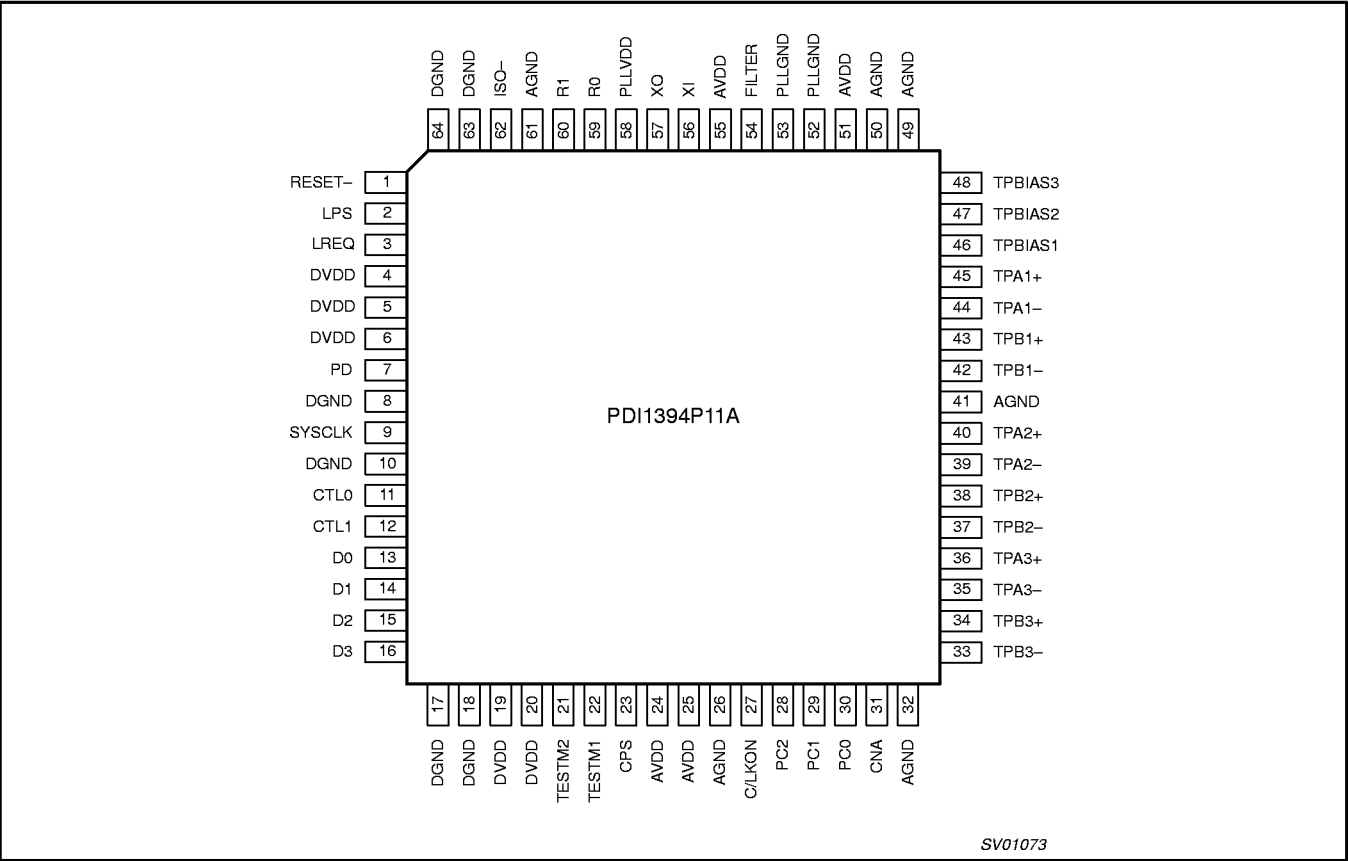 DGND DGND ISO– AGND R1 R0 PLLVDD XO XI AVDD FILTER PLLGND PLLGND AVDD AGND AGND
64 63 62 61 60 59 58 57 56 55 54 53 52 51 50 49
RESET– 1 48 TPBIAS3
LPS 2 47 TPBIAS2
LREQ 3 46 TPBIAS1
DVDD 4 45 TPA1+
DVDD 5 44 TPA1–
DVDD 6 43 TPB1+
PD 7 42 TPB1–
DGND 8 41 AGND
PDI1394P11A
SYSCLK 9 40 TPA2+
DGND 10 39 TPA2–
CTL0 11 38 TPB2+
CTL1 12 37 TPB2–
D0 13 36 TPA3+
D1 14 35 TPA3–
D2 15 34 TPB3+
D3 16 33 TPB3–
17 18 19 20 21 22 23 24 25 26 27 28 29 30 31 32
DGND DGND DVDD DVDD TESTM2 TESTM1 CPS AVDD AVDD AGND C/LKON PC2 PC1 PC0 CNA AGND
SV01073